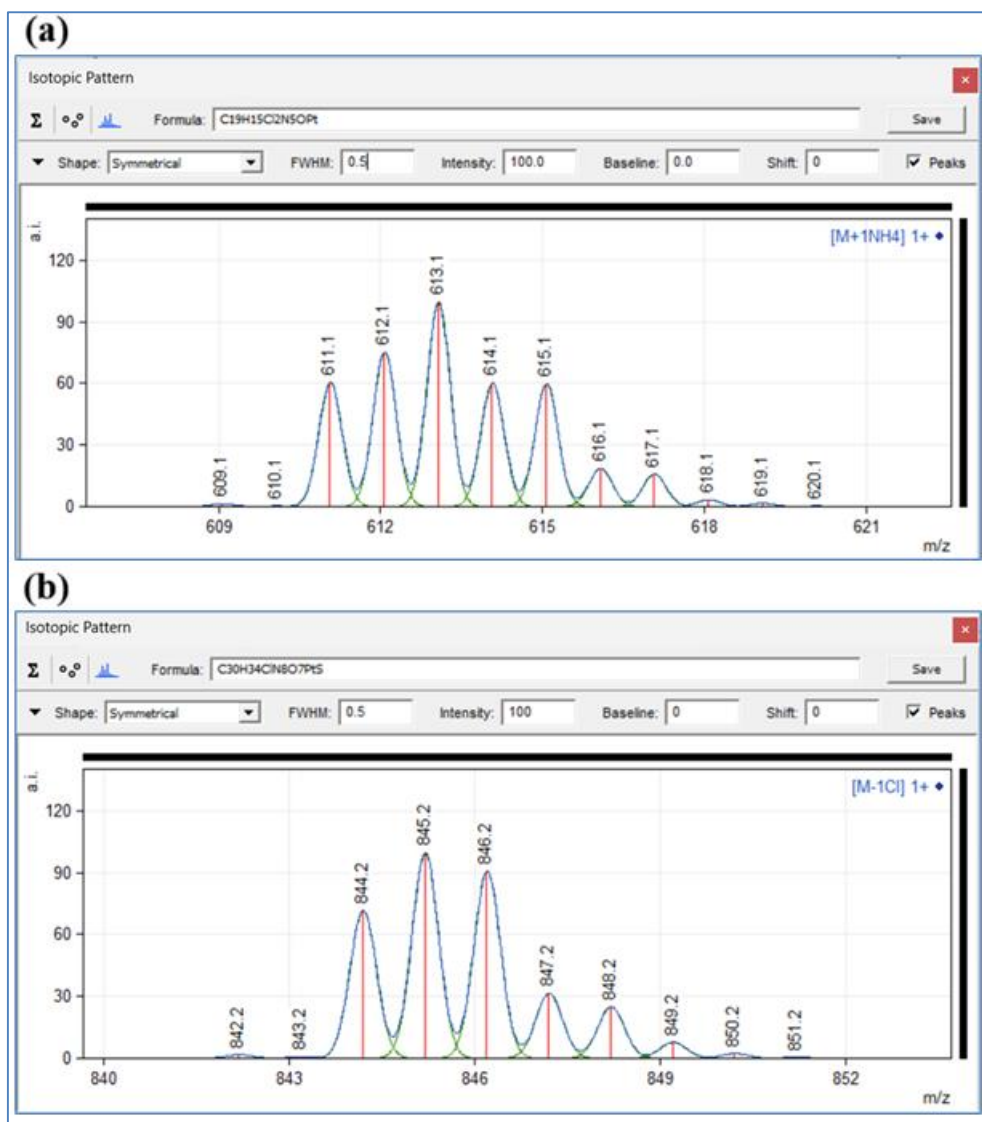 (a)
Isotopic Pattern
Σ Formula: C19H15Cl2N5OPt Save
Shape: Symmetrical FWHM: 0.5 Intensity: 100.0 Baseline: 0.0 Shift: 0 Peaks
a.i.
[M+1NH4] 1+
120
90
60
30
0
609.1 610.1 611.1 612.1 613.1 614.1 615.1 616.1 617.1 618.1 619.1 620.1
609 612 615 618 621
m/z
(b)
Isotopic Pattern
Σ Formula: C30H34ClN8O7PtS Save
Shape: Symmetrical FWHM: 0.5 Intensity: 100 Baseline: 0 Shift: 0 Peaks
a.i.
[M-1Cl] 1+
120
90
60
30
0
842.2 843.2 844.2 845.2 846.2 847.2 848.2 849.2 850.2 851.2
840 843 846 849 852
m/z